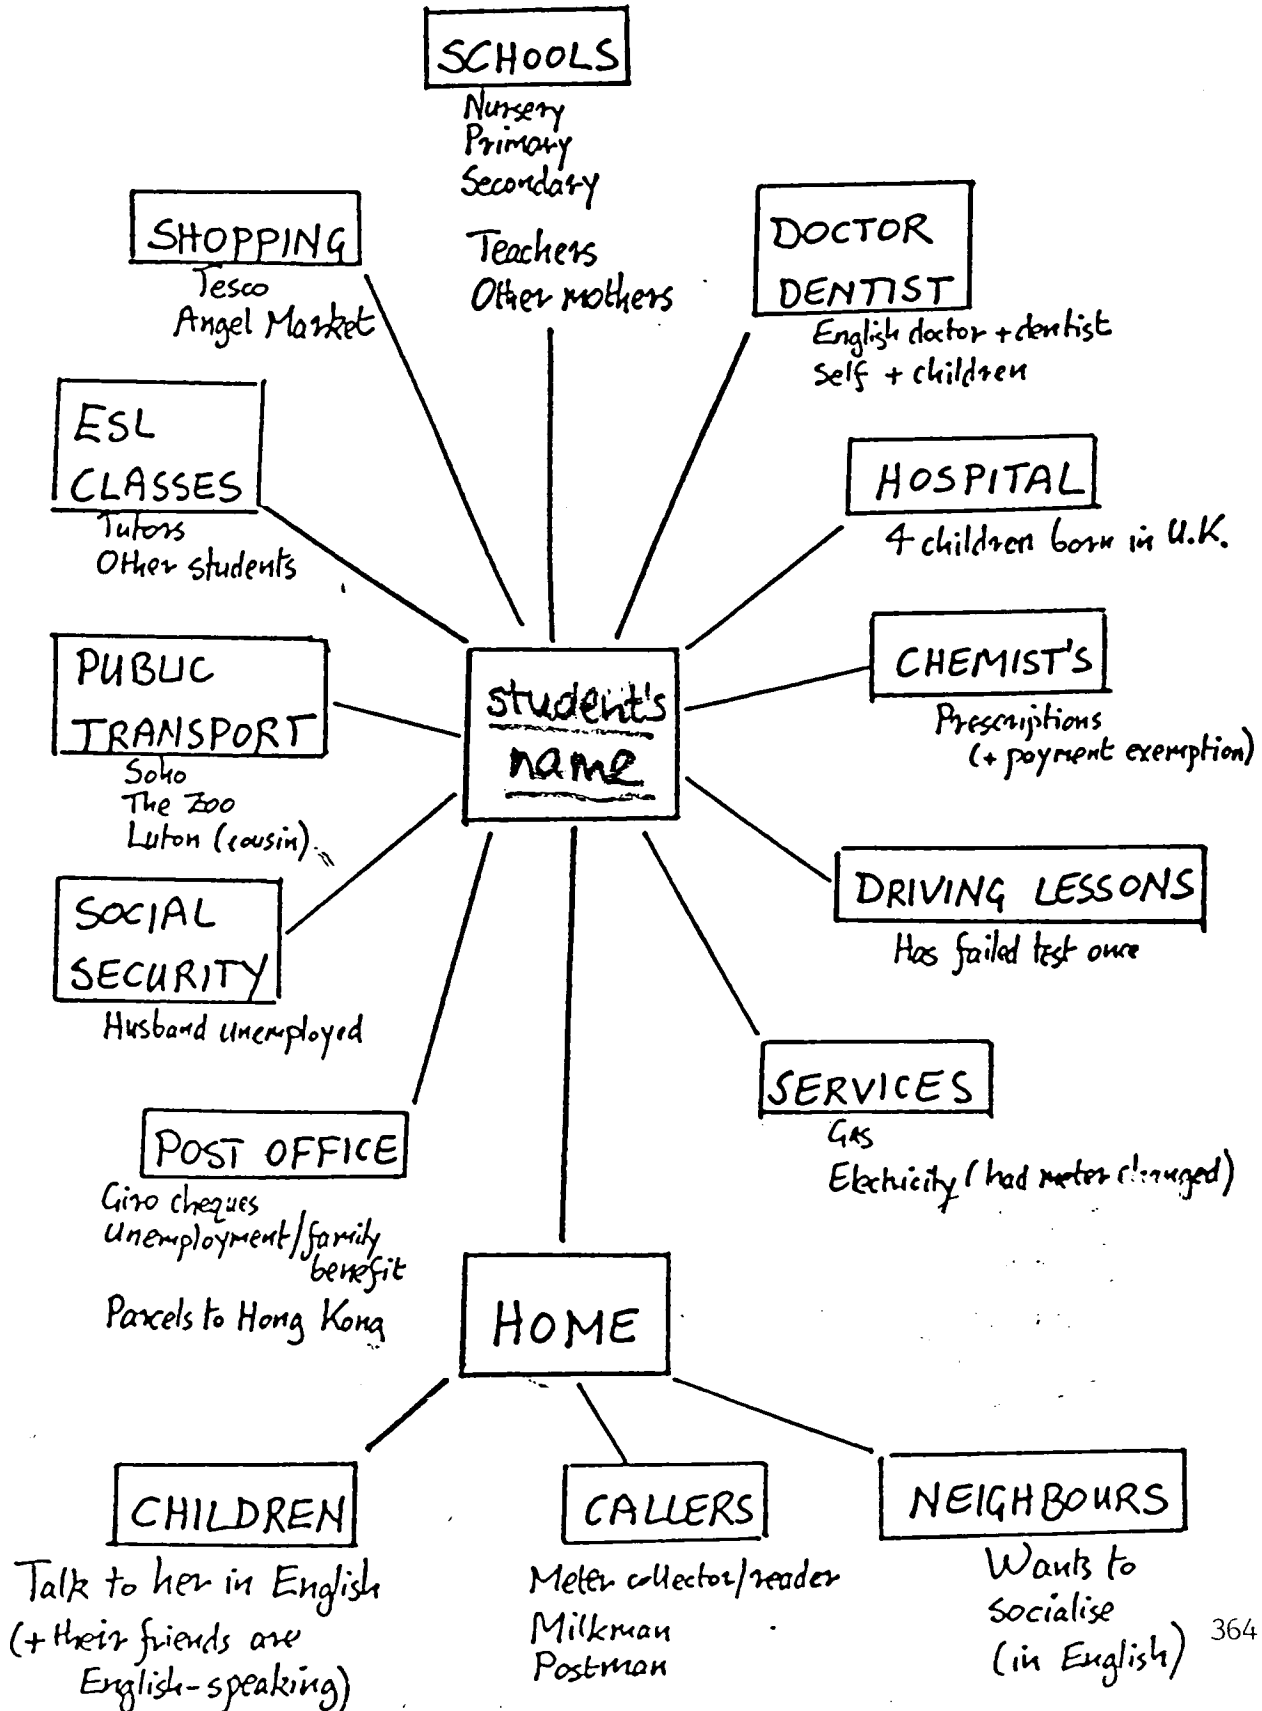 SCHOOLS
Nursery
Primary
Secondary
Teachers
Other mothers
SHOPPING
Tesco
Angel Market
DOCTOR
DENTIST
English doctor + dentist
Self + children
ESL
CLASSES
Tutors
Other students
HOSPITAL
4 children born in U.K.
PUBLIC
TRANSPORT
Soho
The Zoo
Luton (cousin)
student's
name
CHEMIST'S
Prescriptions
(+ payment exemption)
SOCIAL
SECURITY
Husband unemployed
DRIVING LESSONS
Has failed test once
SERVICES
Gas
Electricity (had meter changed)
POST OFFICE
Giro cheques
Unemployment/family
benefit
Parcels to Hong Kong
HOME
CHILDREN
Talk to her in English
(+ their friends are
English-speaking)
CALLERS
Meter collector/reader
Milkman
Postman
NEIGHBOURS
Wants to
socialise
(in English)
364